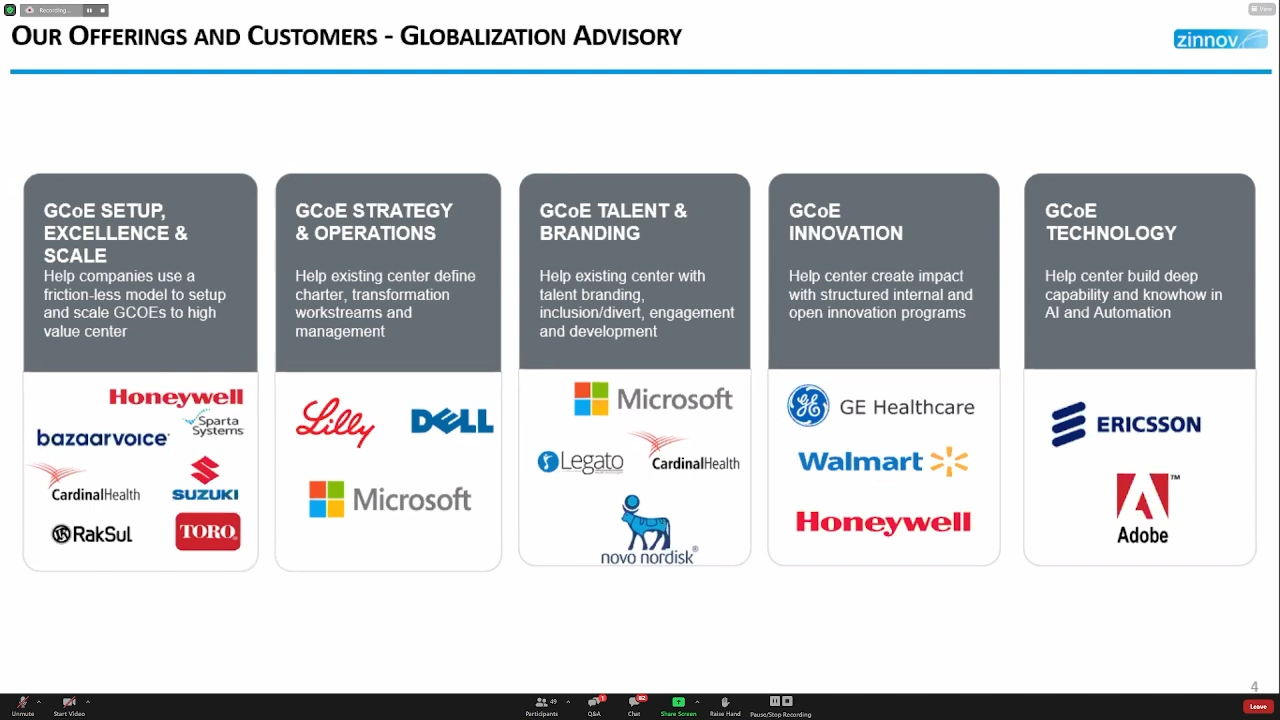 Recording...
View
OUR OFFERINGS AND CUSTOMERS - GLOBALIZATION ADVISORY
zinnov
GCoE SETUP,
EXCELLENCE &
SCALE
Help companies use a
friction-less model to setup
and scale GCOEs to high
value center
Honeywell
Sparta
Systems
bazaarvoice
CardinalHealth
SUZUKI
RakSul
TORO
GCoE STRATEGY
& OPERATIONS
Help existing center define
charter, transformation
workstreams and
management
Lilly
DELL
Microsoft
GCoE TALENT &
BRANDING
Help existing center with
talent branding,
inclusion/divert, engagement
and development
Microsoft
Legato
CardinalHealth
novo nordisk®
GCoE
INNOVATION
Help center create impact
with structured internal and
open innovation programs
GE Healthcare
Walmart
Honeywell
GCoE
TECHNOLOGY
Help center build deep
capability and knowhow in
AI and Automation
ERICSSON
Adobe™
4
Unmute
Start Video
49
Participants
Q&A
Chat
Share Screen
Raise Hand
Pause/Stop Recording
Leave